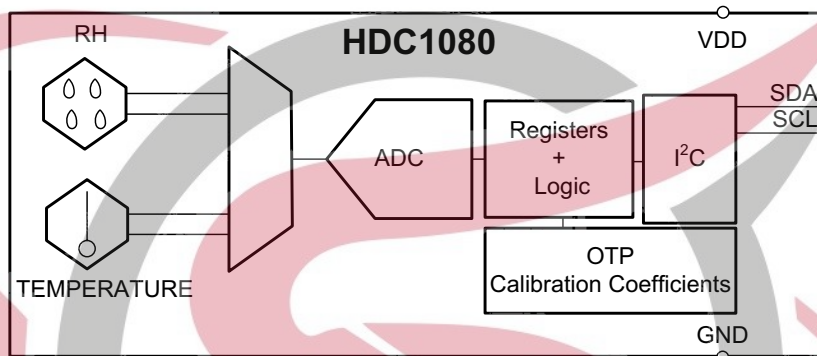 RH
HDC1080
VDD
SDA
SCL
ADC
Registers
+
Logic
I²C
TEMPERATURE
OTP
Calibration Coefficients
GND